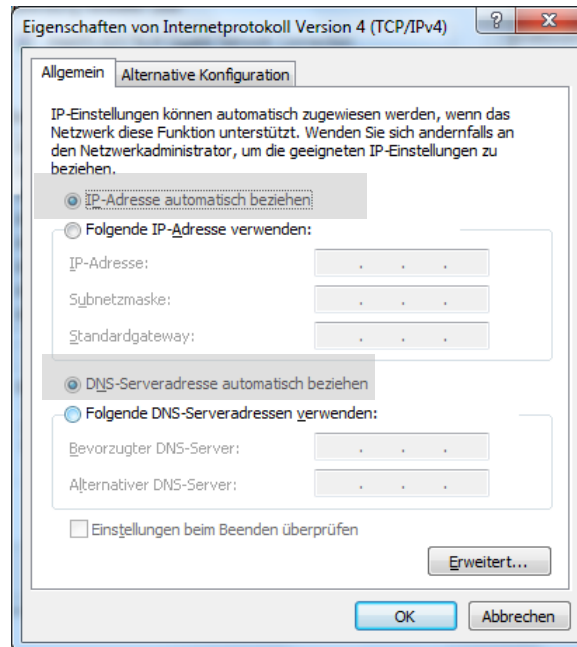 Eigenschaften von Internetprotokoll Version 4 (TCP/IPv4)
Allgemein
Alternative Konfiguration
IP-Einstellungen können automatisch zugewiesen werden, wenn das
Netzwerk diese Funktion unterstützt. Wenden Sie sich andernfalls an
den Netzwerkadministrator, um die geeigneten IP-Einstellungen zu
beziehen.
IP-Adresse automatisch beziehen
Folgende IP-Adresse verwenden:
IP-Adresse:
Subnetzmaske:
Standardgateway:
DNS-Serveradresse automatisch beziehen
Folgende DNS-Serveradressen verwenden:
Bevorzugter DNS-Server:
Alternativer DNS-Server:
Einstellungen beim Beenden überprüfen
Erweitert...
OK
Abbrechen